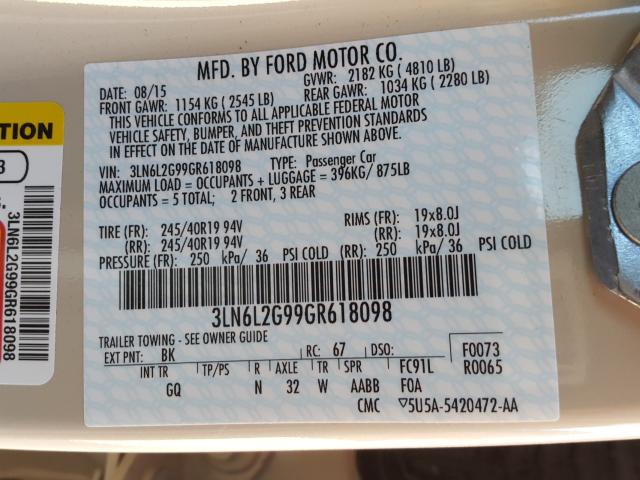 MFD. BY FORD MOTOR CO.
DATE: 08/15 GVWR: 2182 KG (4810 LB)
FRONT GAWR: 1154 KG (2545 LB) REAR GAWR: 1034 KG (2280 LB)
THIS VEHICLE CONFORMS TO ALL APPLICABLE FEDERAL MOTOR
VEHICLE SAFETY, BUMPER, AND THEFT PREVENTION STANDARDS
IN EFFECT ON THE DATE OF MANUFACTURE SHOWN ABOVE.
VIN: 3LN6L2G99GR618098 TYPE: Passenger Car
MAXIMUM LOAD = OCCUPANTS + LUGGAGE = 396KG/ 875LB
OCCUPANTS = 5 TOTAL; 2 FRONT, 3 REAR
TIRE (FR): 245/40R19 94V RIMS (FR): 19x8.0J
(RR): 245/40R19 94V (RR): 19x8.0J
PRESSURE (FR): 250 kPa/ 36 PSI COLD (RR): 250 kPa/ 36 PSI COLD
3LN6L2G99GR618098
TRAILER TOWING - SEE OWNER GUIDE
EXT PNT: BK RC: 67 DSO: F0073
INT TR TP/PS R AXLE TR SPR FC91L R0065
GQ N 32 W AABB FOA
CMC 5U5A-5420472-AA
TION
3
3LN6L2G99GR618098